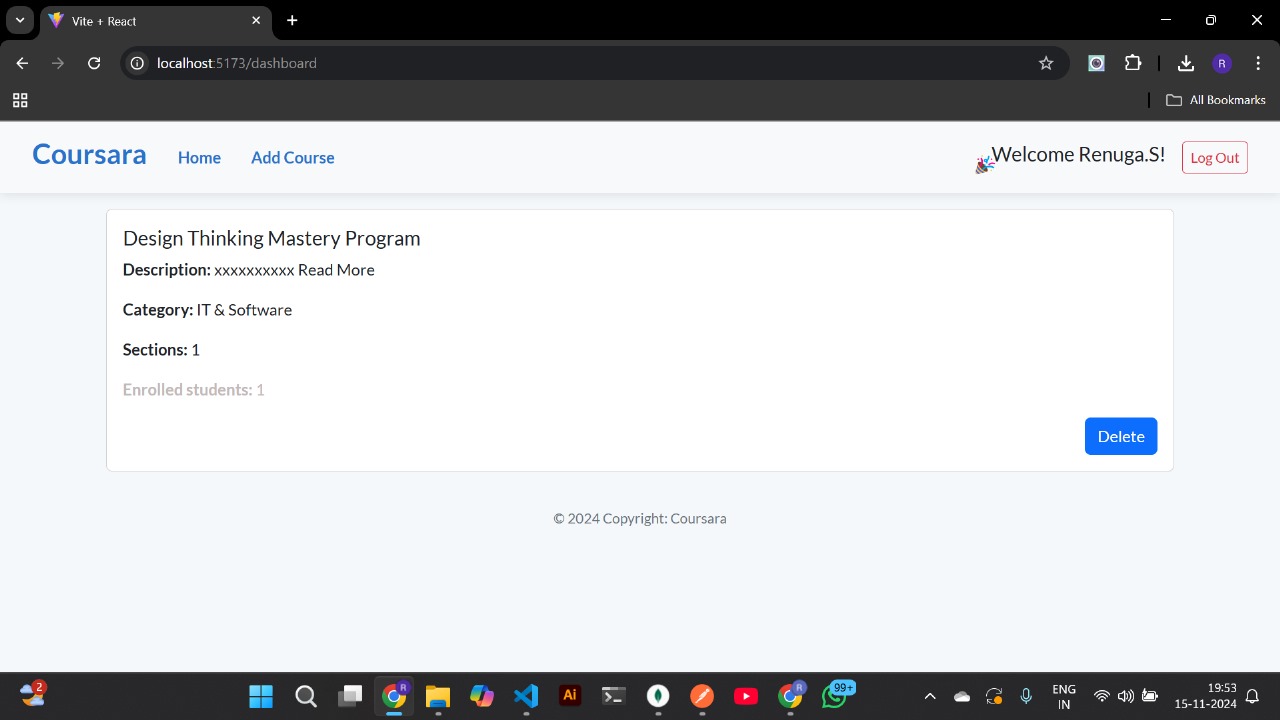 Vite + React
localhost:5173/dashboard
R
All Bookmarks
Coursara Home Add Course Welcome Renuga.S! Log Out
Design Thinking Mastery Program
Description: xxxxxxxxxx Read More
Category: IT & Software
Sections: 1
Enrolled students: 1
Delete
© 2024 Copyright: Coursara
2
R
Ai
R
99+
ENG
IN
19:53
15-11-2024